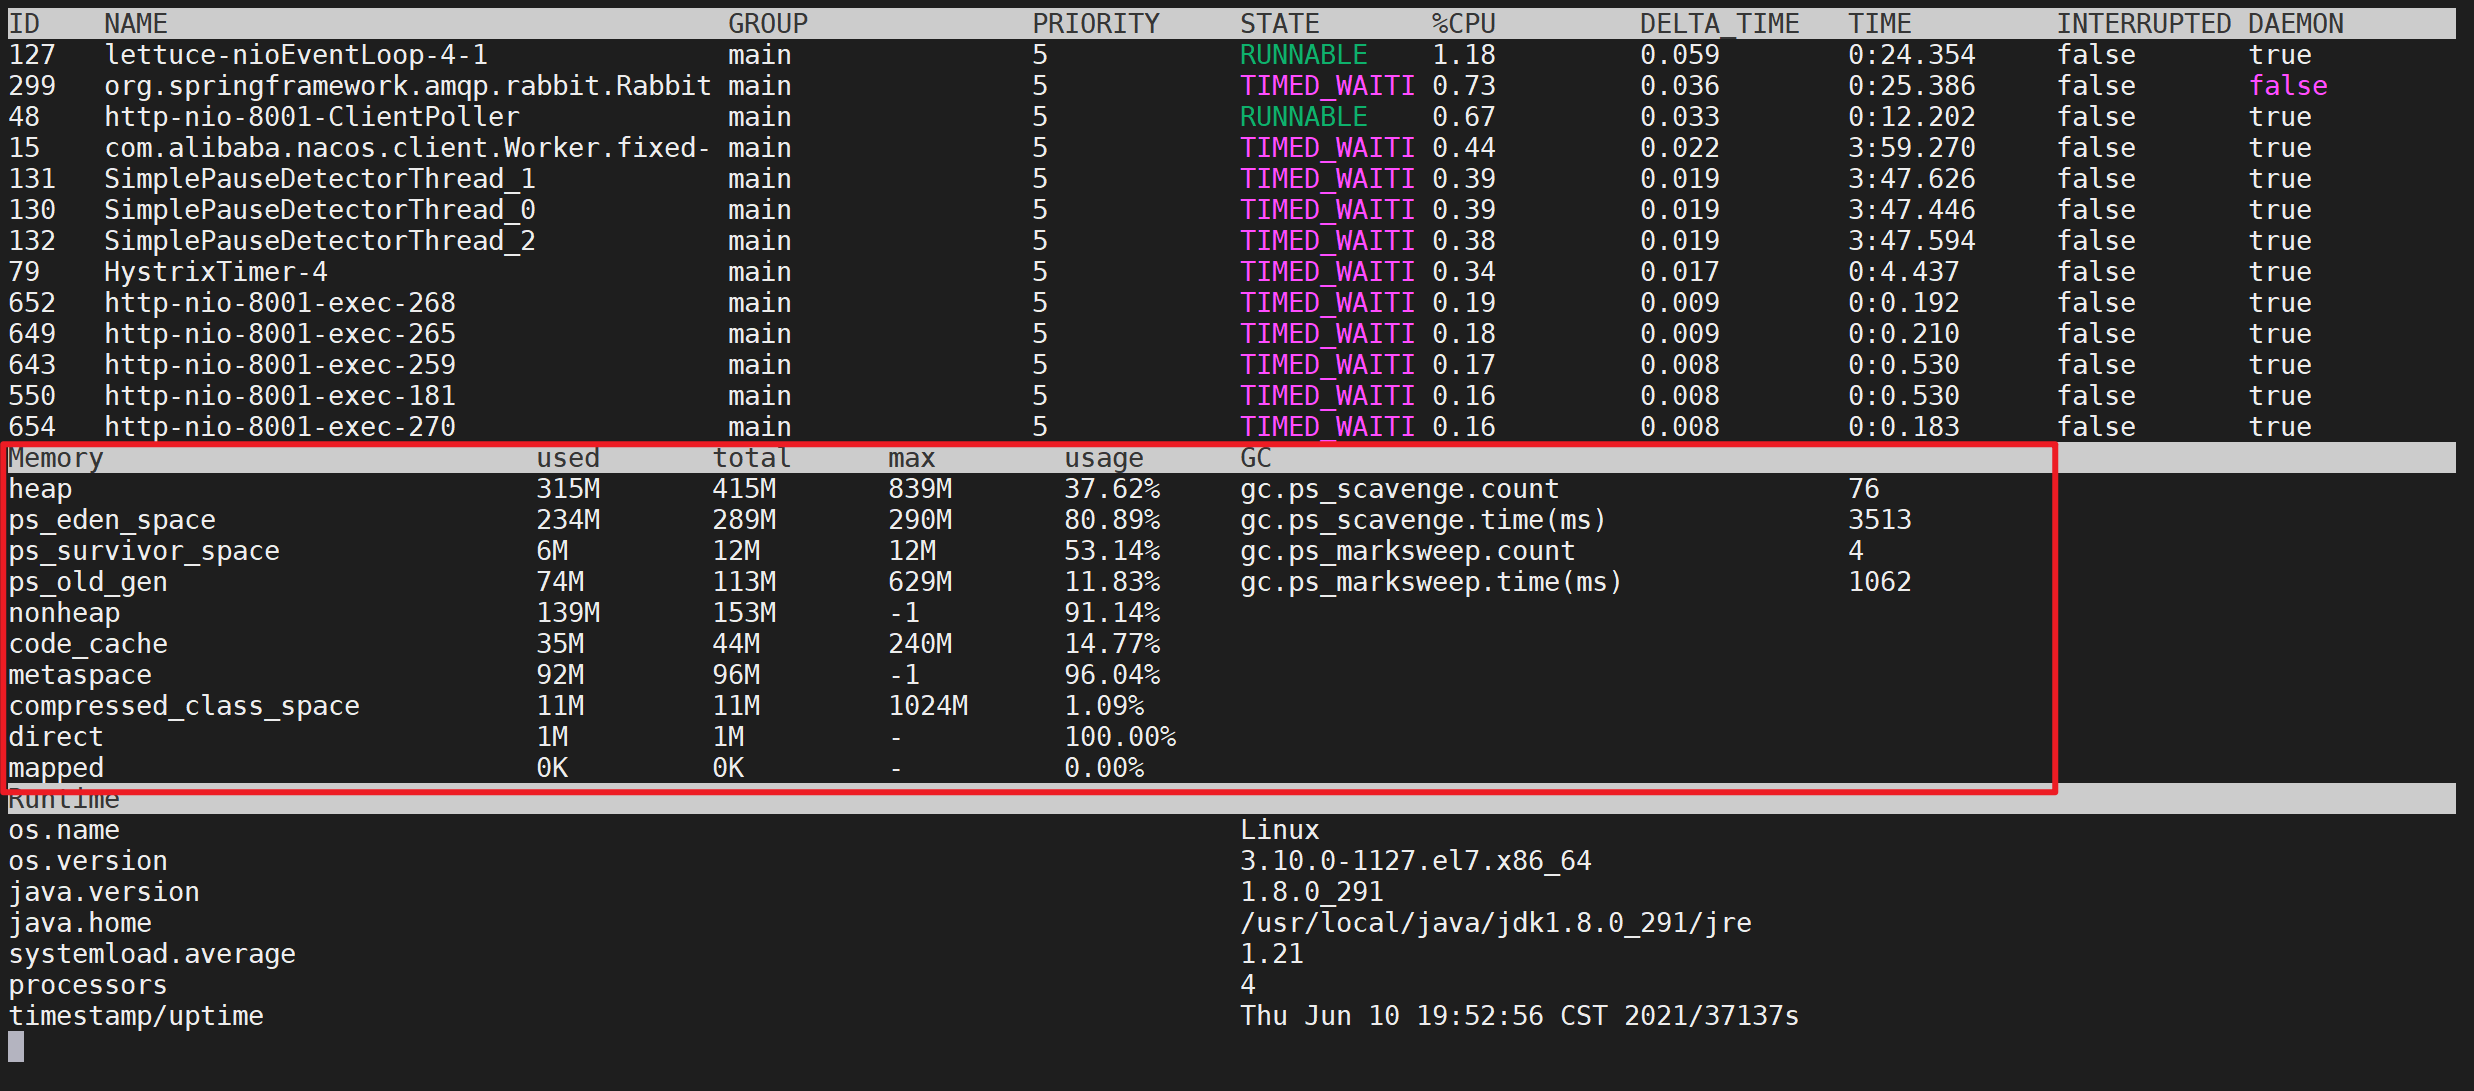 ID NAME GROUP PRIORITY STATE %CPU DELTA_TIME TIME INTERRUPTED DAEMON
127 lettuce-nioEventLoop-4-1 main 5 RUNNABLE 1.18 0.059 0:24.354 false true
299 org.springframework.amqp.rabbit.Rabbit main 5 TIMED_WAITI 0.73 0.036 0:25.386 false false
48 http-nio-8001-ClientPoller main 5 RUNNABLE 0.67 0.033 0:12.202 false true
15 com.alibaba.nacos.client.Worker.fixed- main 5 TIMED_WAITI 0.44 0.022 3:59.270 false true
131 SimplePauseDetectorThread_1 main 5 TIMED_WAITI 0.39 0.019 3:47.626 false true
130 SimplePauseDetectorThread_0 main 5 TIMED_WAITI 0.39 0.019 3:47.446 false true
132 SimplePauseDetectorThread_2 main 5 TIMED_WAITI 0.38 0.019 3:47.594 false true
79 HystrixTimer-4 main 5 TIMED_WAITI 0.34 0.017 0:4.437 false true
652 http-nio-8001-exec-268 main 5 TIMED_WAITI 0.19 0.009 0:0.192 false true
649 http-nio-8001-exec-265 main 5 TIMED_WAITI 0.18 0.009 0:0.210 false true
643 http-nio-8001-exec-259 main 5 TIMED_WAITI 0.17 0.008 0:0.530 false true
550 http-nio-8001-exec-181 main 5 TIMED_WAITI 0.16 0.008 0:0.530 false true
654 http-nio-8001-exec-270 main 5 TIMED_WAITI 0.16 0.008 0:0.183 false true
Memory used total max usage GC
heap 315M 415M 839M 37.62% gc.ps_scavenge.count 76
ps_eden_space 234M 289M 290M 80.89% gc.ps_scavenge.time(ms) 3513
ps_survivor_space 6M 12M 12M 53.14% gc.ps_marksweep.count 4
ps_old_gen 74M 113M 629M 11.83% gc.ps_marksweep.time(ms) 1062
nonheap 139M 153M -1 91.14%
code_cache 35M 44M 240M 14.77%
metaspace 92M 96M -1 96.04%
compressed_class_space 11M 11M 1024M 1.09%
direct 1M 1M - 100.00%
mapped 0K 0K - 0.00%
Runtime
os.name Linux
os.version 3.10.0-1127.el7.x86_64
java.version 1.8.0_291
java.home /usr/local/java/jdk1.8.0_291/jre
systemload.average 1.21
processors 4
timestamp/uptime Thu Jun 10 19:52:56 CST 2021/37137s